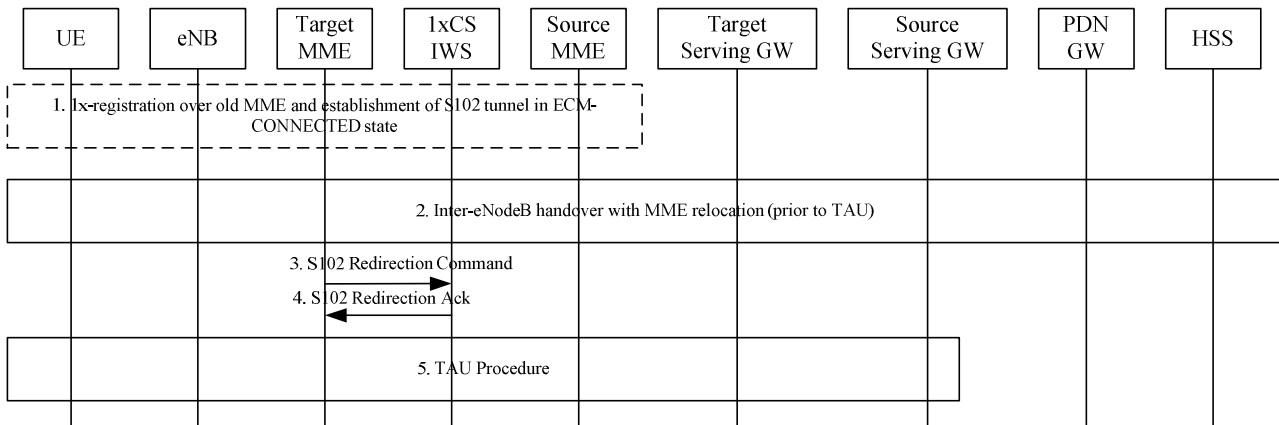 UE
eNB
Target
MME
1xCS
IWS
Source
MME
Target
Serving GW
Source
Serving GW
PDN
GW
HSS
1. 1x-registration over old MME and establishment of S102 tunnel in ECM-
CONNECTED state
2. Inter-eNodeB handover with MME relocation (prior to TAU)
3. S102 Redirection Command
4. S102 Redirection Ack
5. TAU Procedure